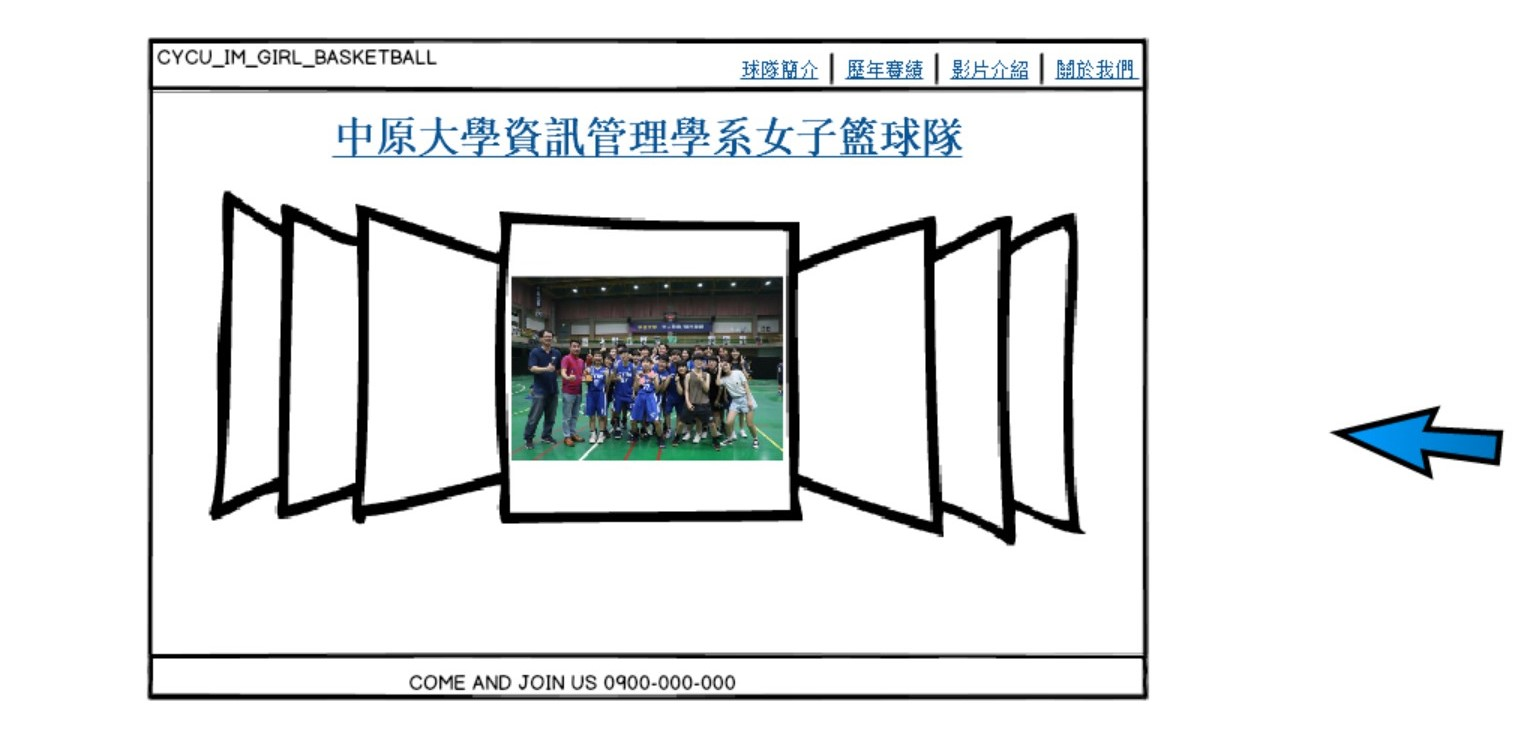 CYCU_IM_GIRL_BASKETBALL
球隊簡介 | 歷年賽績 | 影片介紹 | 關於我們
中原大學資訊管理學系女子籃球隊
COME AND JOIN US 0900-000-000